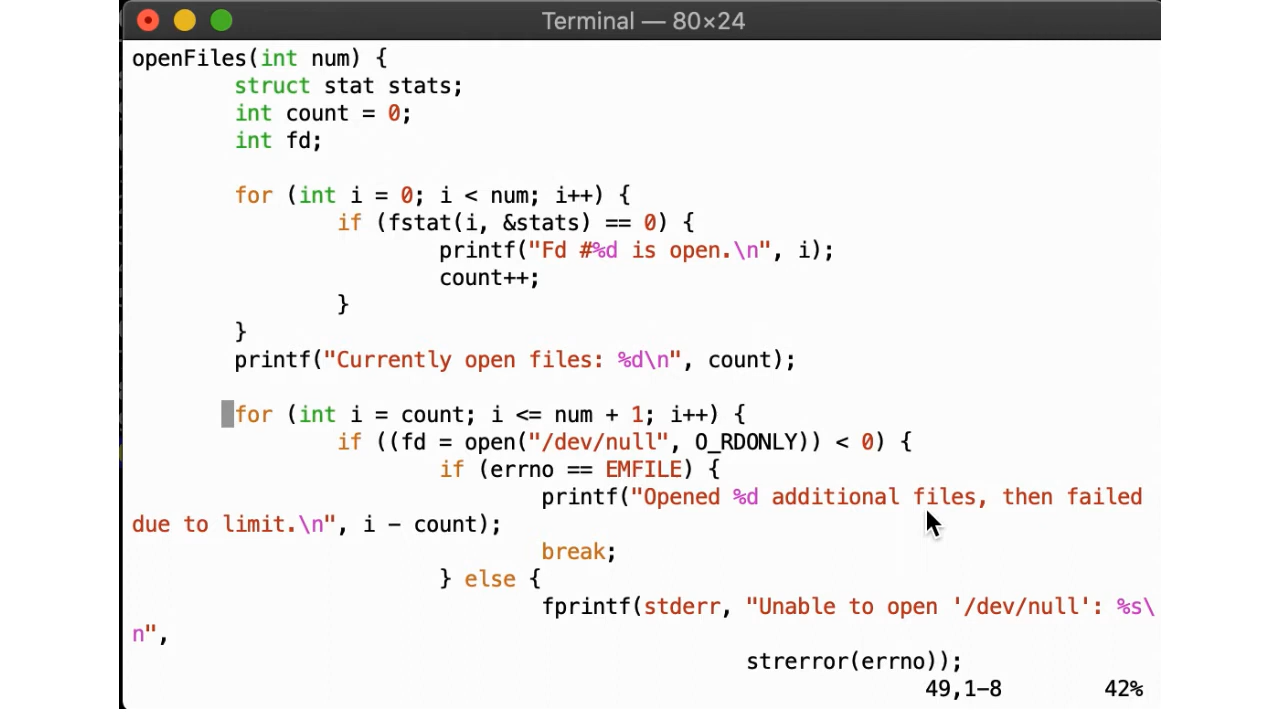 Terminal — 80×24
openFiles(int num) {
        struct stat stats;
        int count = 0;
        int fd;

        for (int i = 0; i < num; i++) {
                if (fstat(i, &stats) == 0) {
                        printf("Fd #%d is open.\n", i);
                        count++;
                }
        }
        printf("Currently open files: %d\n", count);

        for (int i = count; i <= num + 1; i++) {
                if ((fd = open("/dev/null", O_RDONLY)) < 0) {
                        if (errno == EMFILE) {
                                printf("Opened %d additional files, then failed
due to limit.\n", i - count);
                                break;
                        } else {
                                fprintf(stderr, "Unable to open '/dev/null': %s\
n",
                                                strerror(errno));
49,1-8 42%